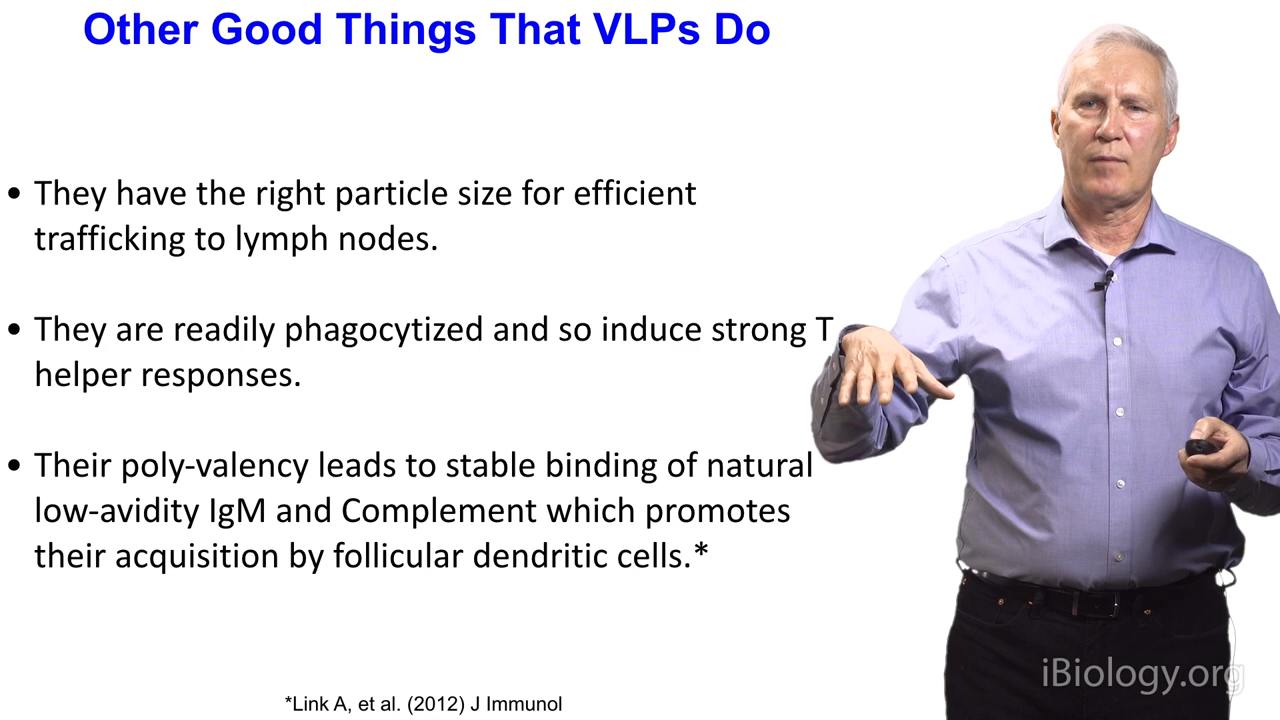 Other Good Things That VLPs Do
• They have the right particle size for efficient
trafficking to lymph nodes.
• They are readily phagocytized and so induce strong T
helper responses.
• Their poly-valency leads to stable binding of natural
low-avidity IgM and Complement which promotes
their acquisition by follicular dendritic cells.*
*Link A, et al. (2012) J Immunol
iBiology.org